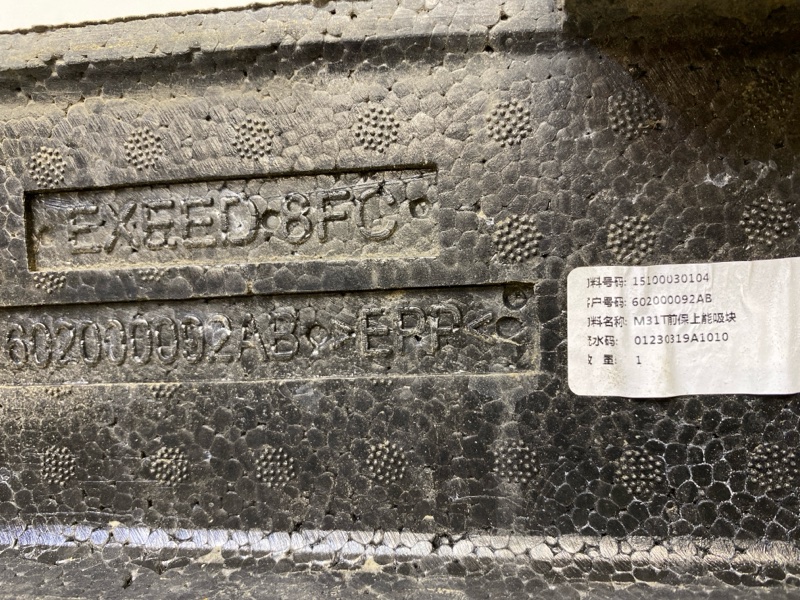 EXEED 8FC
602000092AB >EPP<
料号码: 15100030104
户号码: 602000092AB
料名称: M31T前保上能吸块
水码: 01230319A1010
量: 1